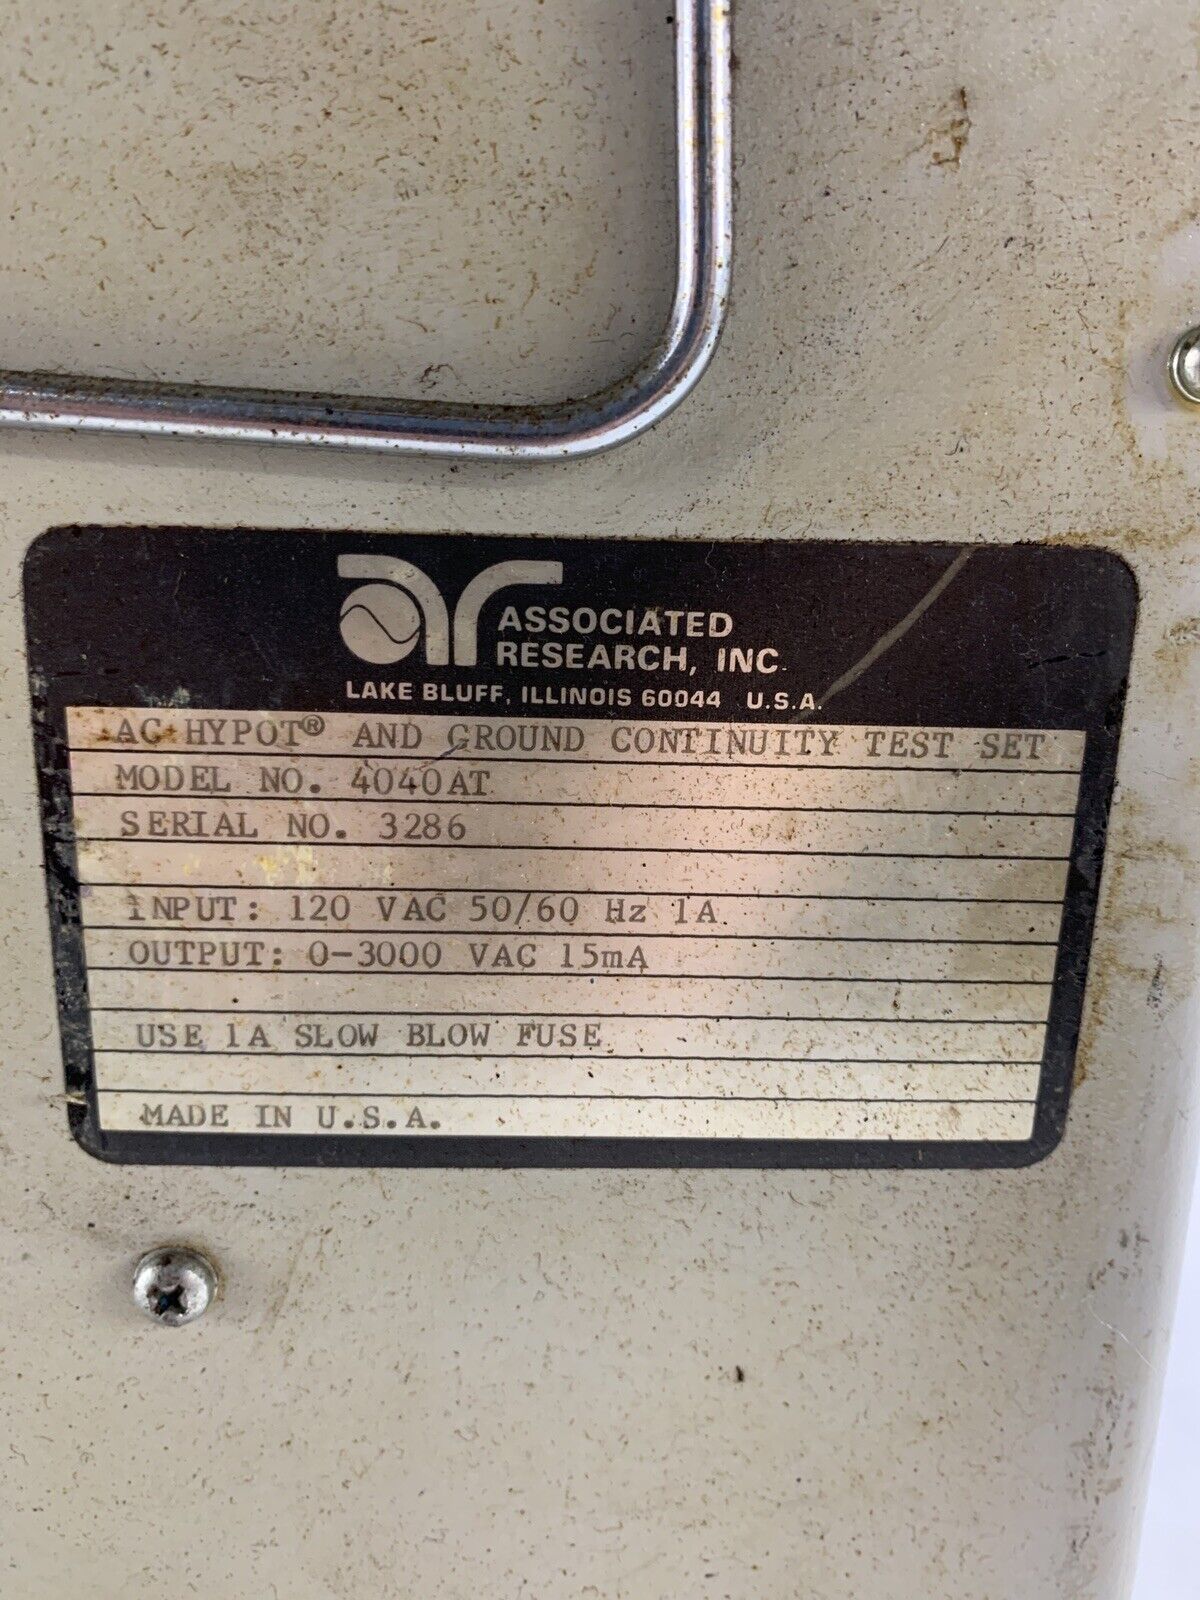 ar ASSOCIATED
RESEARCH, INC.
LAKE BLUFF, ILLINOIS 60044 U.S.A.
AC HYPOT® AND GROUND CONTINUITY TEST SET
MODEL NO. 4040AT
SERIAL NO. 3286
INPUT: 120 VAC 50/60 Hz 1A
OUTPUT: 0-3000 VAC 15mA
USE 1A SLOW BLOW FUSE
MADE IN U.S.A.